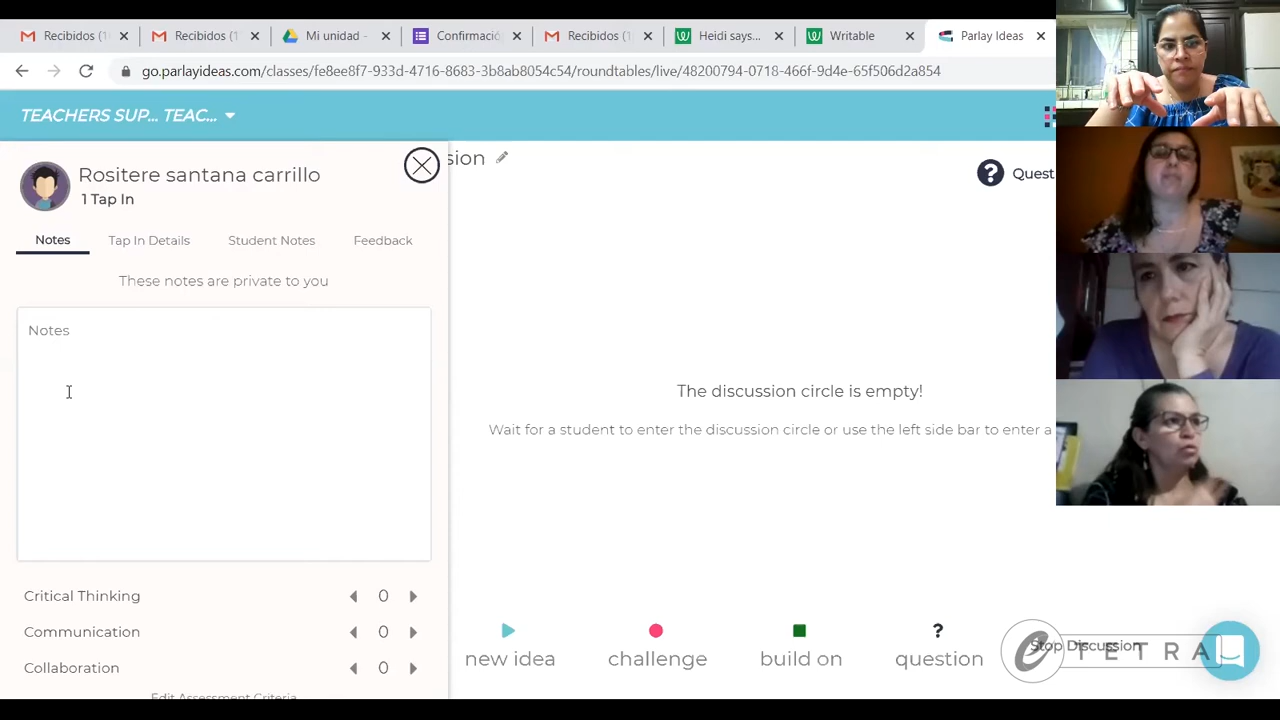 Recibidos (1
Recibidos (1
Mi unidad -
Confirmació
Recibidos (1
Heidi says...
Writable
Parlay Ideas
go.parlayideas.com/classes/fe8ee8f7-933d-4716-8683-3b8ab8054c54/roundtables/live/48200794-0718-466f-9d4e-65f506d2a854
TEACHERS SUP... TEAC...
Rositere santana carrillo
1 Tap In
sion
Quest
Notes
Tap In Details
Student Notes
Feedback
These notes are private to you
Notes
The discussion circle is empty!
Wait for a student to enter the discussion circle or use the left side bar to enter a
Critical Thinking 0
Communication 0
Collaboration 0
Edit Assessment Criteria
new idea
challenge
build on
question
Stop Discussion
e TETRA